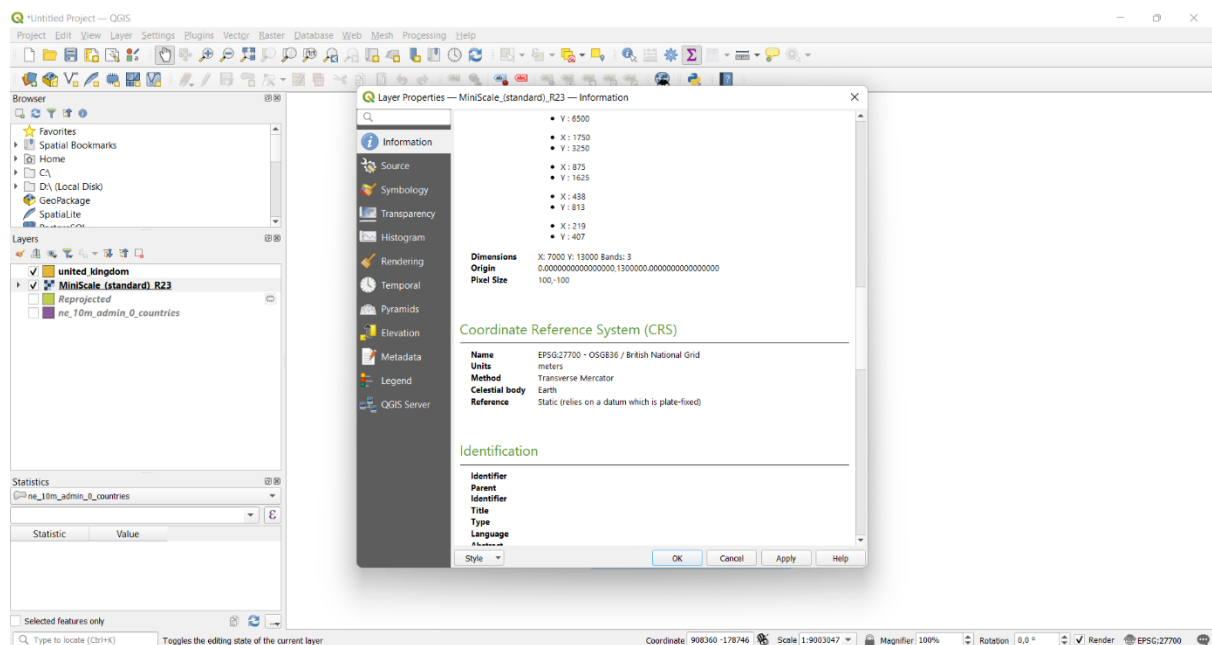 *Untitled Project — QGIS
Project Edit View Layer Settings Plugins Vector Raster Database Web Mesh Processing Help
Browser
Favorites
Spatial Bookmarks
Home
C:\
D:\ (Local Disk)
GeoPackage
SpatiaLite
PostgreSQL
Layers
united_kingdom
MiniScale_(standard)_R23
Reprojected
ne_10m_admin_0_countries
Statistics
ne_10m_admin_0_countries
ε
Statistic Value
Selected features only
Layer Properties — MiniScale_(standard)_R23 — Information
Information
Source
Symbology
Transparency
Histogram
Rendering
Temporal
Pyramids
Elevation
Metadata
Legend
QGIS Server
Y : 6500
X : 1750
Y : 3250
X : 875
Y : 1625
X : 438
Y : 813
X : 219
Y : 407
Dimensions X: 7000 Y: 13000 Bands: 3
Origin 0.0000000000000000,1300000.0000000000000000
Pixel Size 100,-100
Coordinate Reference System (CRS)
Name EPSG:27700 - OSGB36 / British National Grid
Units meters
Method Transverse Mercator
Celestial body Earth
Reference Static (relies on a datum which is plate-fixed)
Identification
Identifier
Parent
Identifier
Title
Type
Language
Abstract
Style OK Cancel Apply Help
Type to locate (Ctrl+K) Toggles the editing state of the current layer Coordinate 908360 -178746 Scale 1:9003047 Magnifier 100% Rotation 0,0 ° Render EPSG:27700